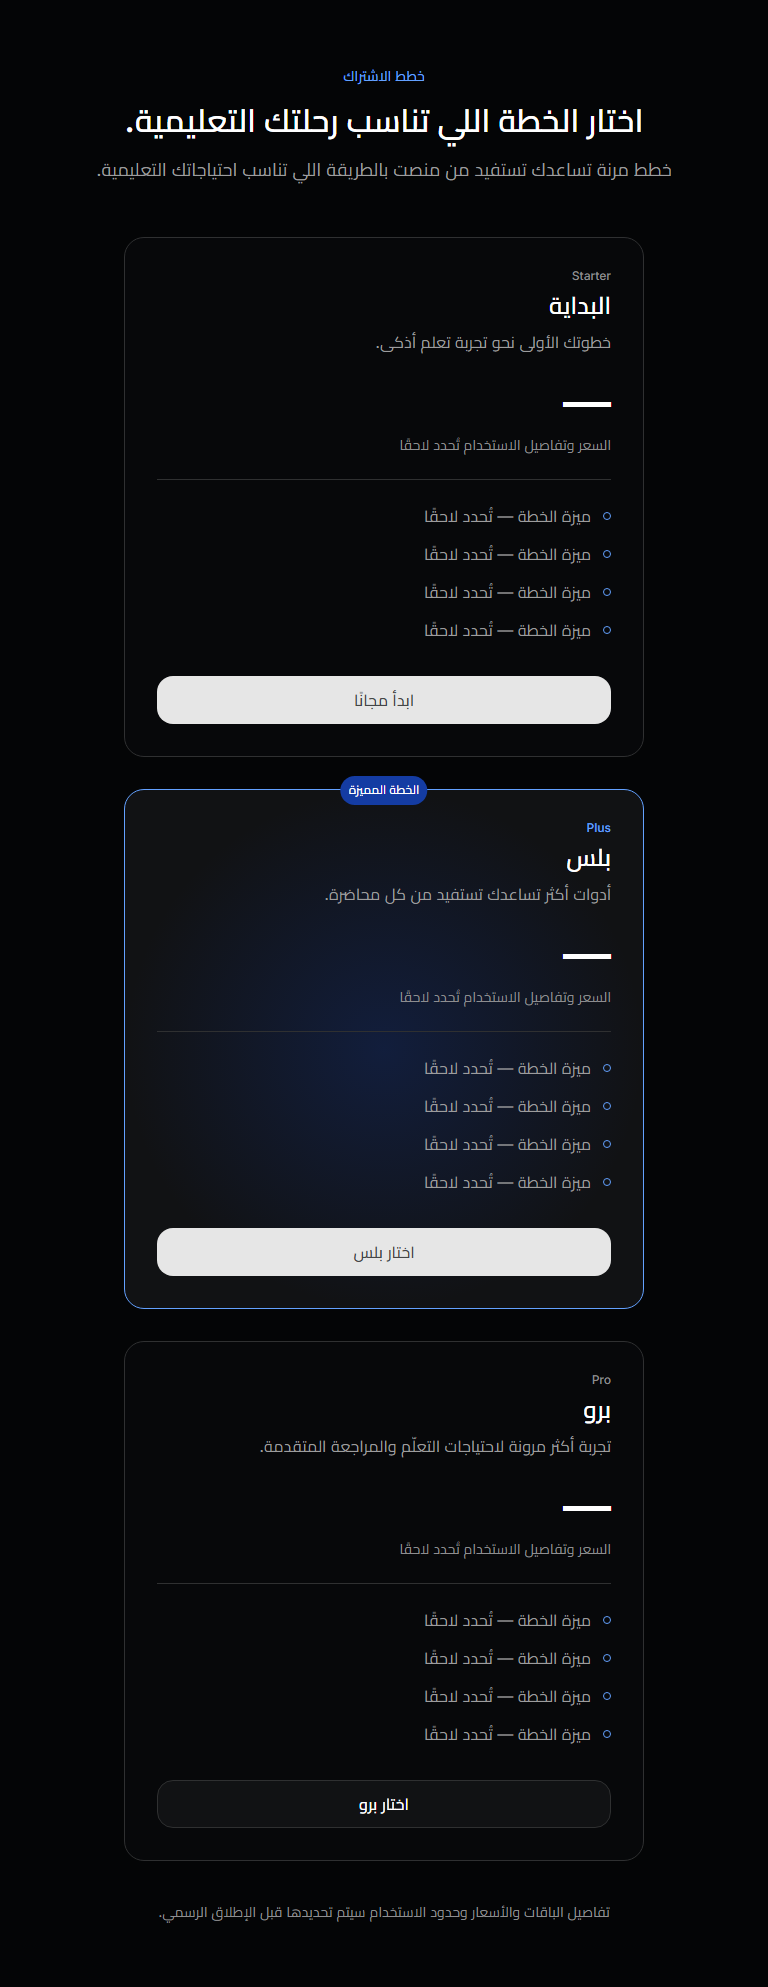 خطط الاشتراك
اختار الخطة اللي تناسب رحلتك التعليمية.
خطط مرنة تساعدك تستفيد من منصت بالطريقة اللي تناسب احتياجاتك التعليمية.
Starter
البداية
خطوتك الأولى نحو تجربة تعلم أذكى.
—
السعر وتفاصيل الاستخدام تُحدد لاحقًا
ميزة الخطة — تُحدد لاحقًا
ميزة الخطة — تُحدد لاحقًا
ميزة الخطة — تُحدد لاحقًا
ميزة الخطة — تُحدد لاحقًا
ابدأ مجانًا
الخطة المميزة
Plus
بلس
أدوات أكثر تساعدك تستفيد من كل محاضرة.
—
السعر وتفاصيل الاستخدام تُحدد لاحقًا
ميزة الخطة — تُحدد لاحقًا
ميزة الخطة — تُحدد لاحقًا
ميزة الخطة — تُحدد لاحقًا
ميزة الخطة — تُحدد لاحقًا
اختار بلس
Pro
برو
تجربة أكثر مرونة لاحتياجات التعلّم والمراجعة المتقدمة.
—
السعر وتفاصيل الاستخدام تُحدد لاحقًا
ميزة الخطة — تُحدد لاحقًا
ميزة الخطة — تُحدد لاحقًا
ميزة الخطة — تُحدد لاحقًا
ميزة الخطة — تُحدد لاحقًا
اختار برو
تفاصيل الباقات والأسعار وحدود الاستخدام سيتم تحديدها قبل الإطلاق الرسمي.